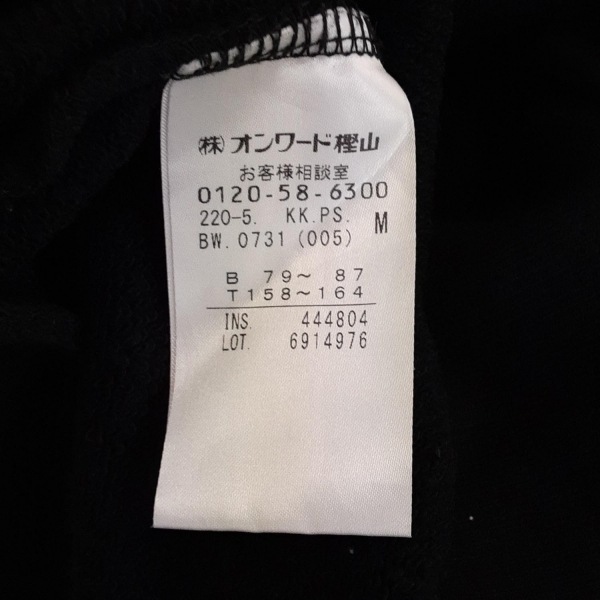 (株)オンワード樫山
お客様相談室
0120-58-6300
220-5. KK.PS. M
BW.0731(005)
B 79～ 87
T158～164
INS. 444804
LOT. 6914976